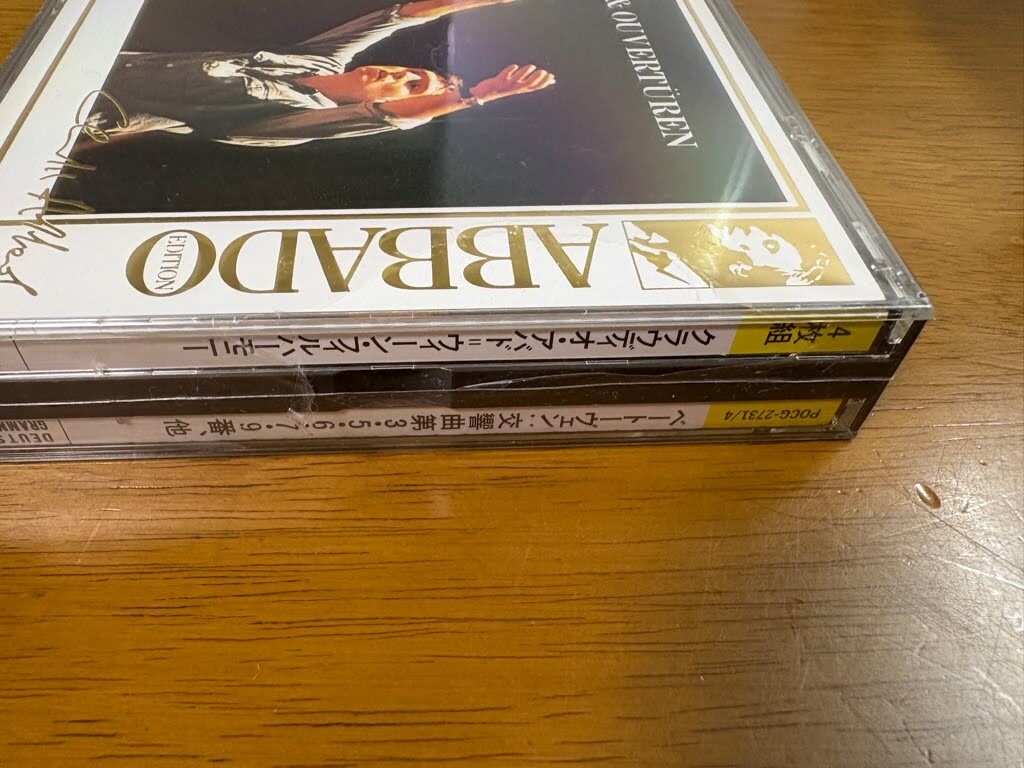 & OUVERTÜREN
ABBADO
EDITION
4枚組
クラウディオ・アバド=ウィーン・フィルハーモニー
POCG-2731/4
ベートーヴェン:交響曲第3・5・6・7・9番、他